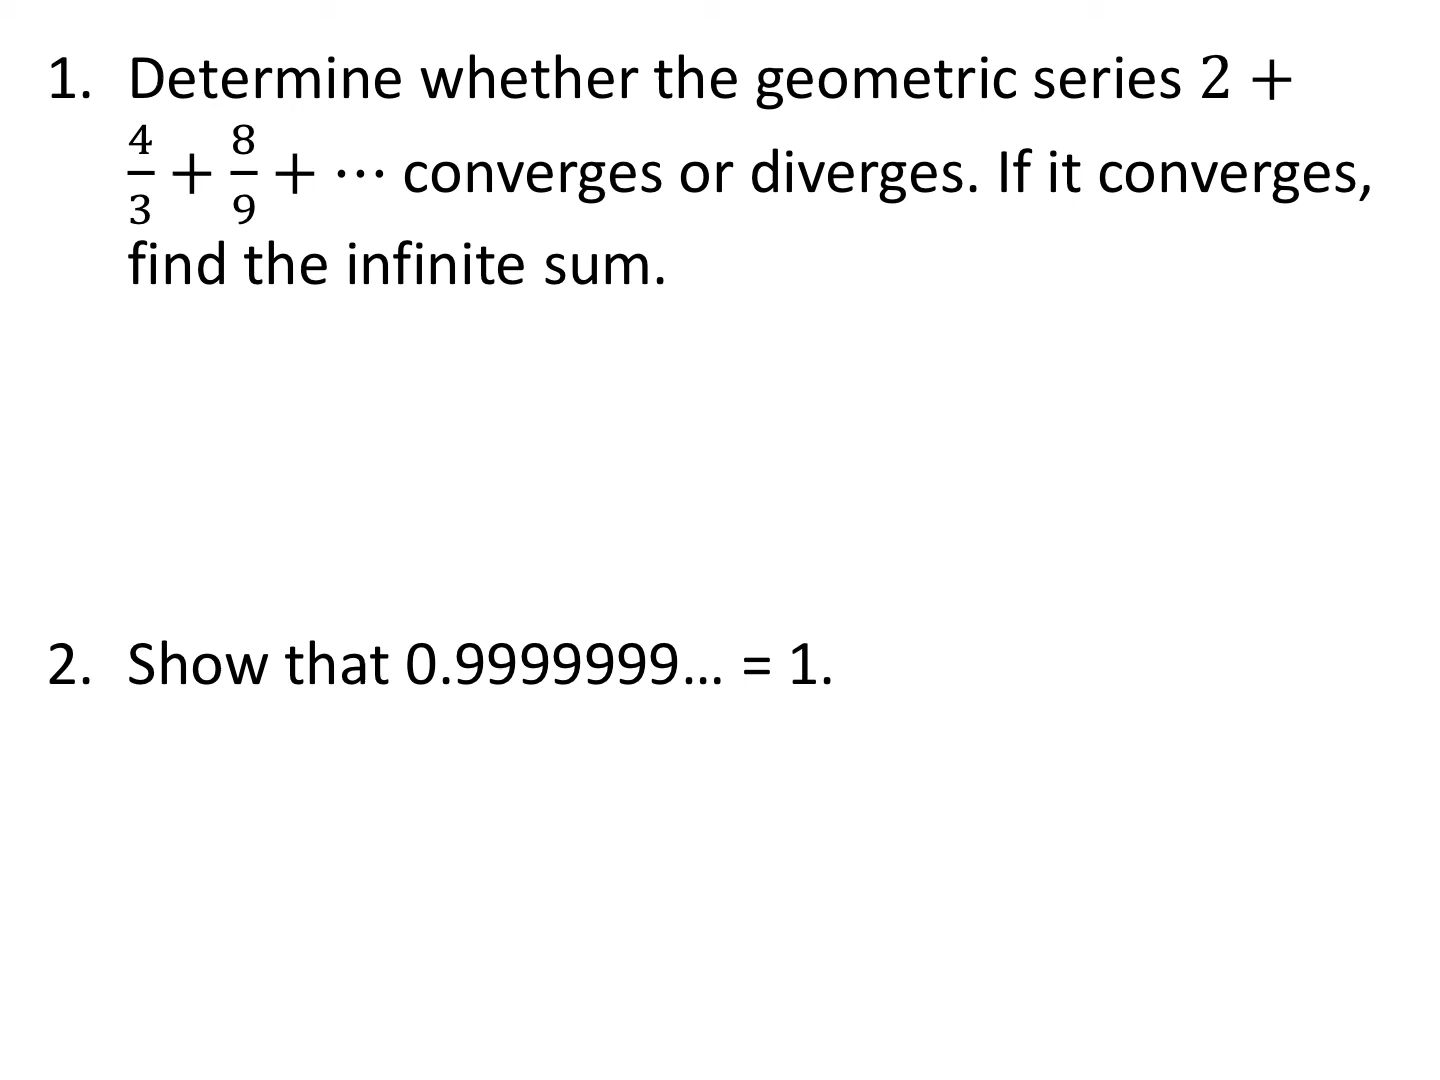 1. Determine whether the geometric series 2 +
4/3 + 8/9 + ⋯ converges or diverges. If it converges,
find the infinite sum.
2. Show that 0.9999999… = 1.